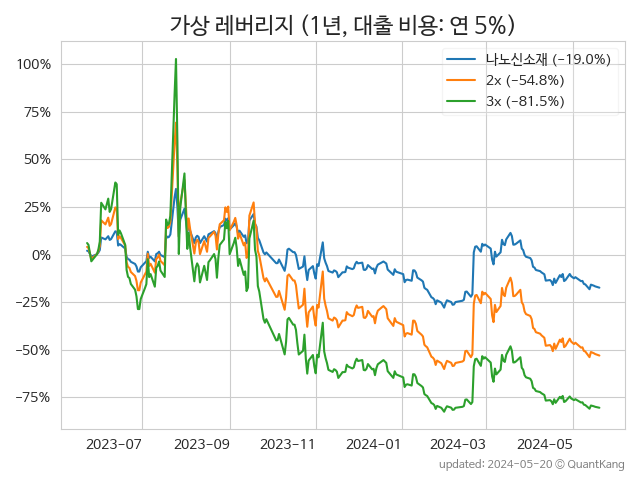 가상 레버리지 (1년, 대출 비용: 연 5%)
나노신소재 (−19.0%)
2x (−54.8%)
3x (−81.5%)
100%
75%
50%
25%
0%
−25%
−50%
−75%
2023-07
2023-09
2023-11
2024-01
2024-03
2024-05
updated: 2024-05-20 © QuantKang